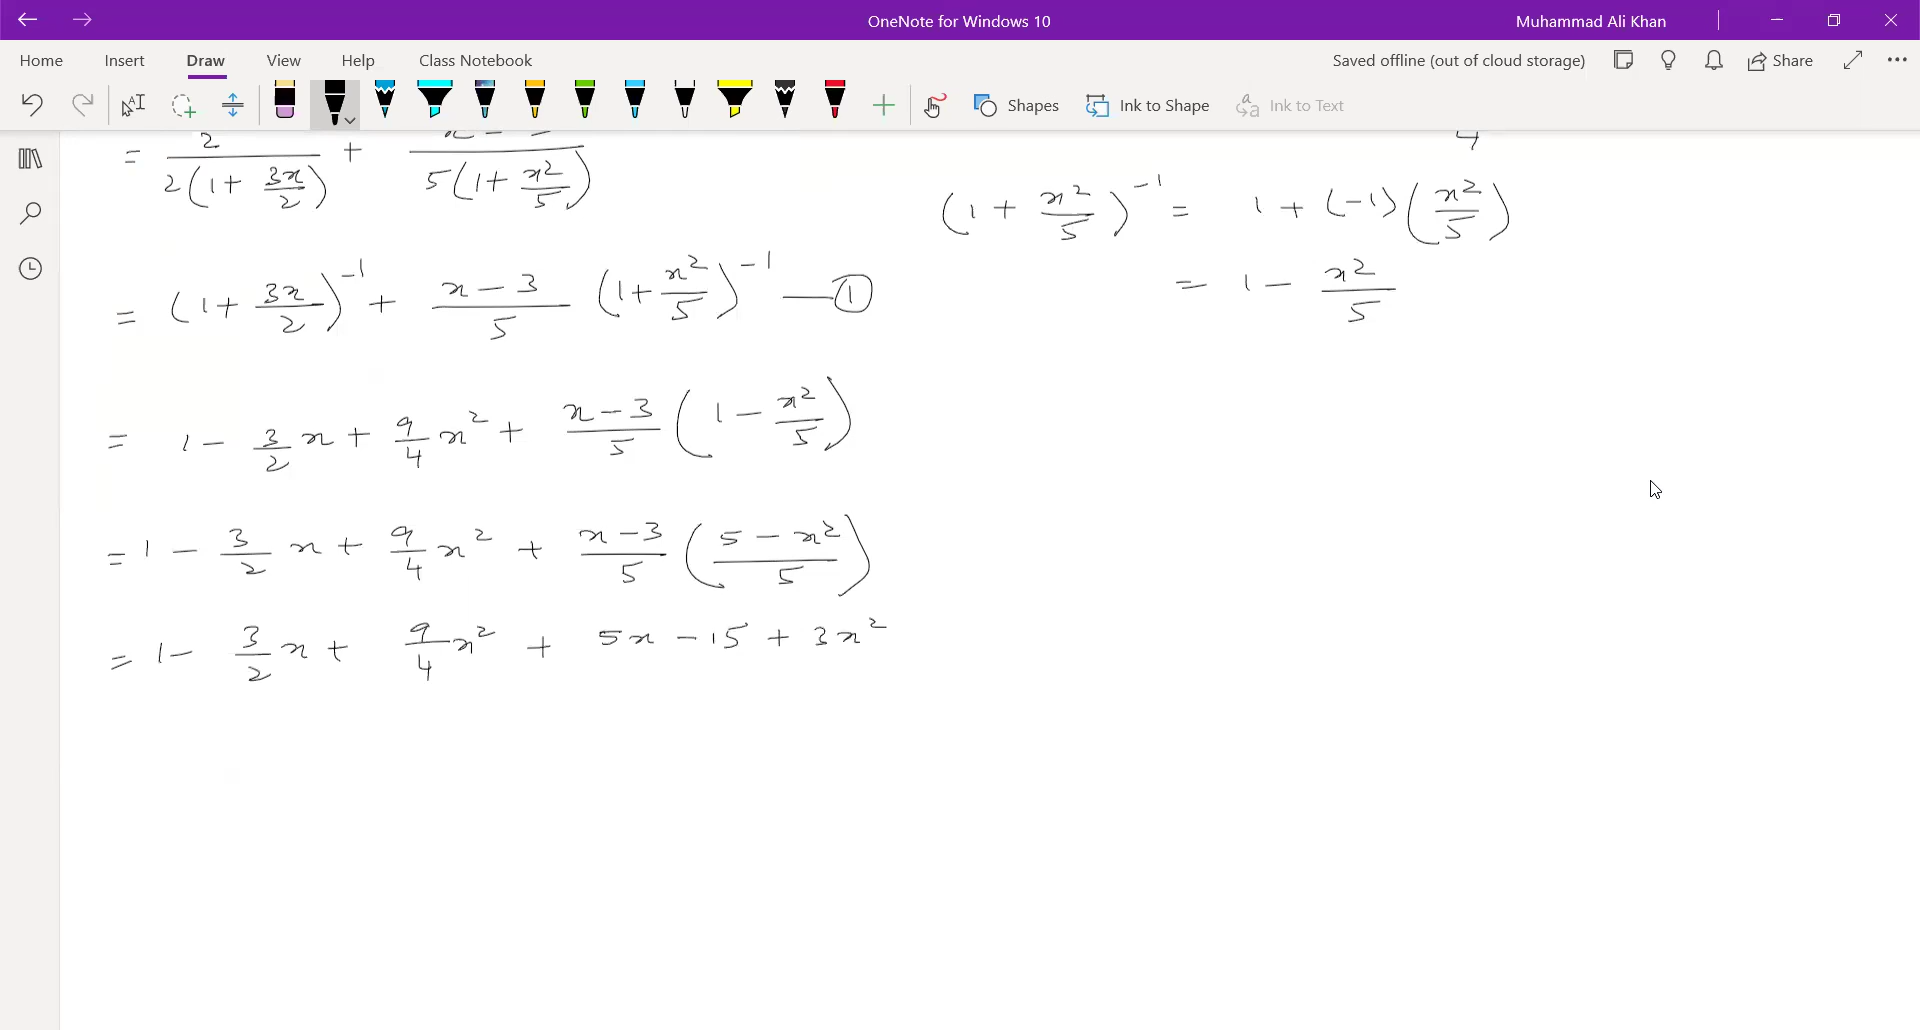 OneNote for Windows 10
Muhammad Ali Khan
Home Insert Draw View Help Class Notebook
Saved offline (out of cloud storage) Share
Shapes Ink to Shape Ink to Text
= 2/(2(1 + 3x/2)) + /(5(1 + x²/5))
4
(1 + x²/5)⁻¹ = 1 + (-1)(x²/5)
= 1 - x²/5
= (1 + 3x/2)⁻¹ + (x - 3)/5 (1 + x²/5)⁻¹ — ①
= 1 - 3/2 x + 9/4 x² + (x - 3)/5 (1 - x²/5)
= 1 - 3/2 x + 9/4 x² + (x - 3)/5 ((5 - x²)/5)
= 1 - 3/2 x + 9/4 x² + 5x - 15 + 3x²